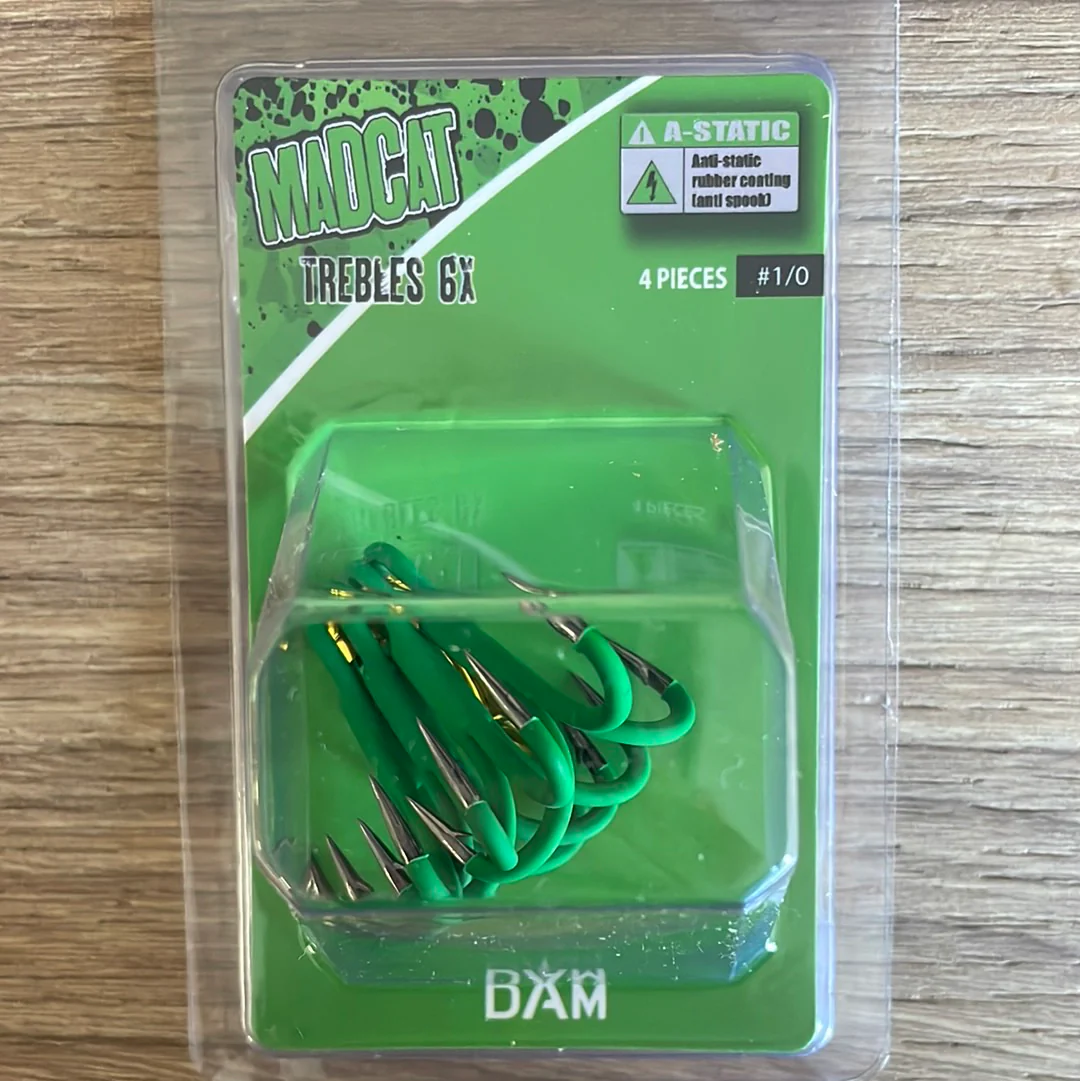 MADCAT
TREBLES 6X
A-STATIC
Anti-static
rubber coating
(anti spook)
4 PIECES #1/0
DAM